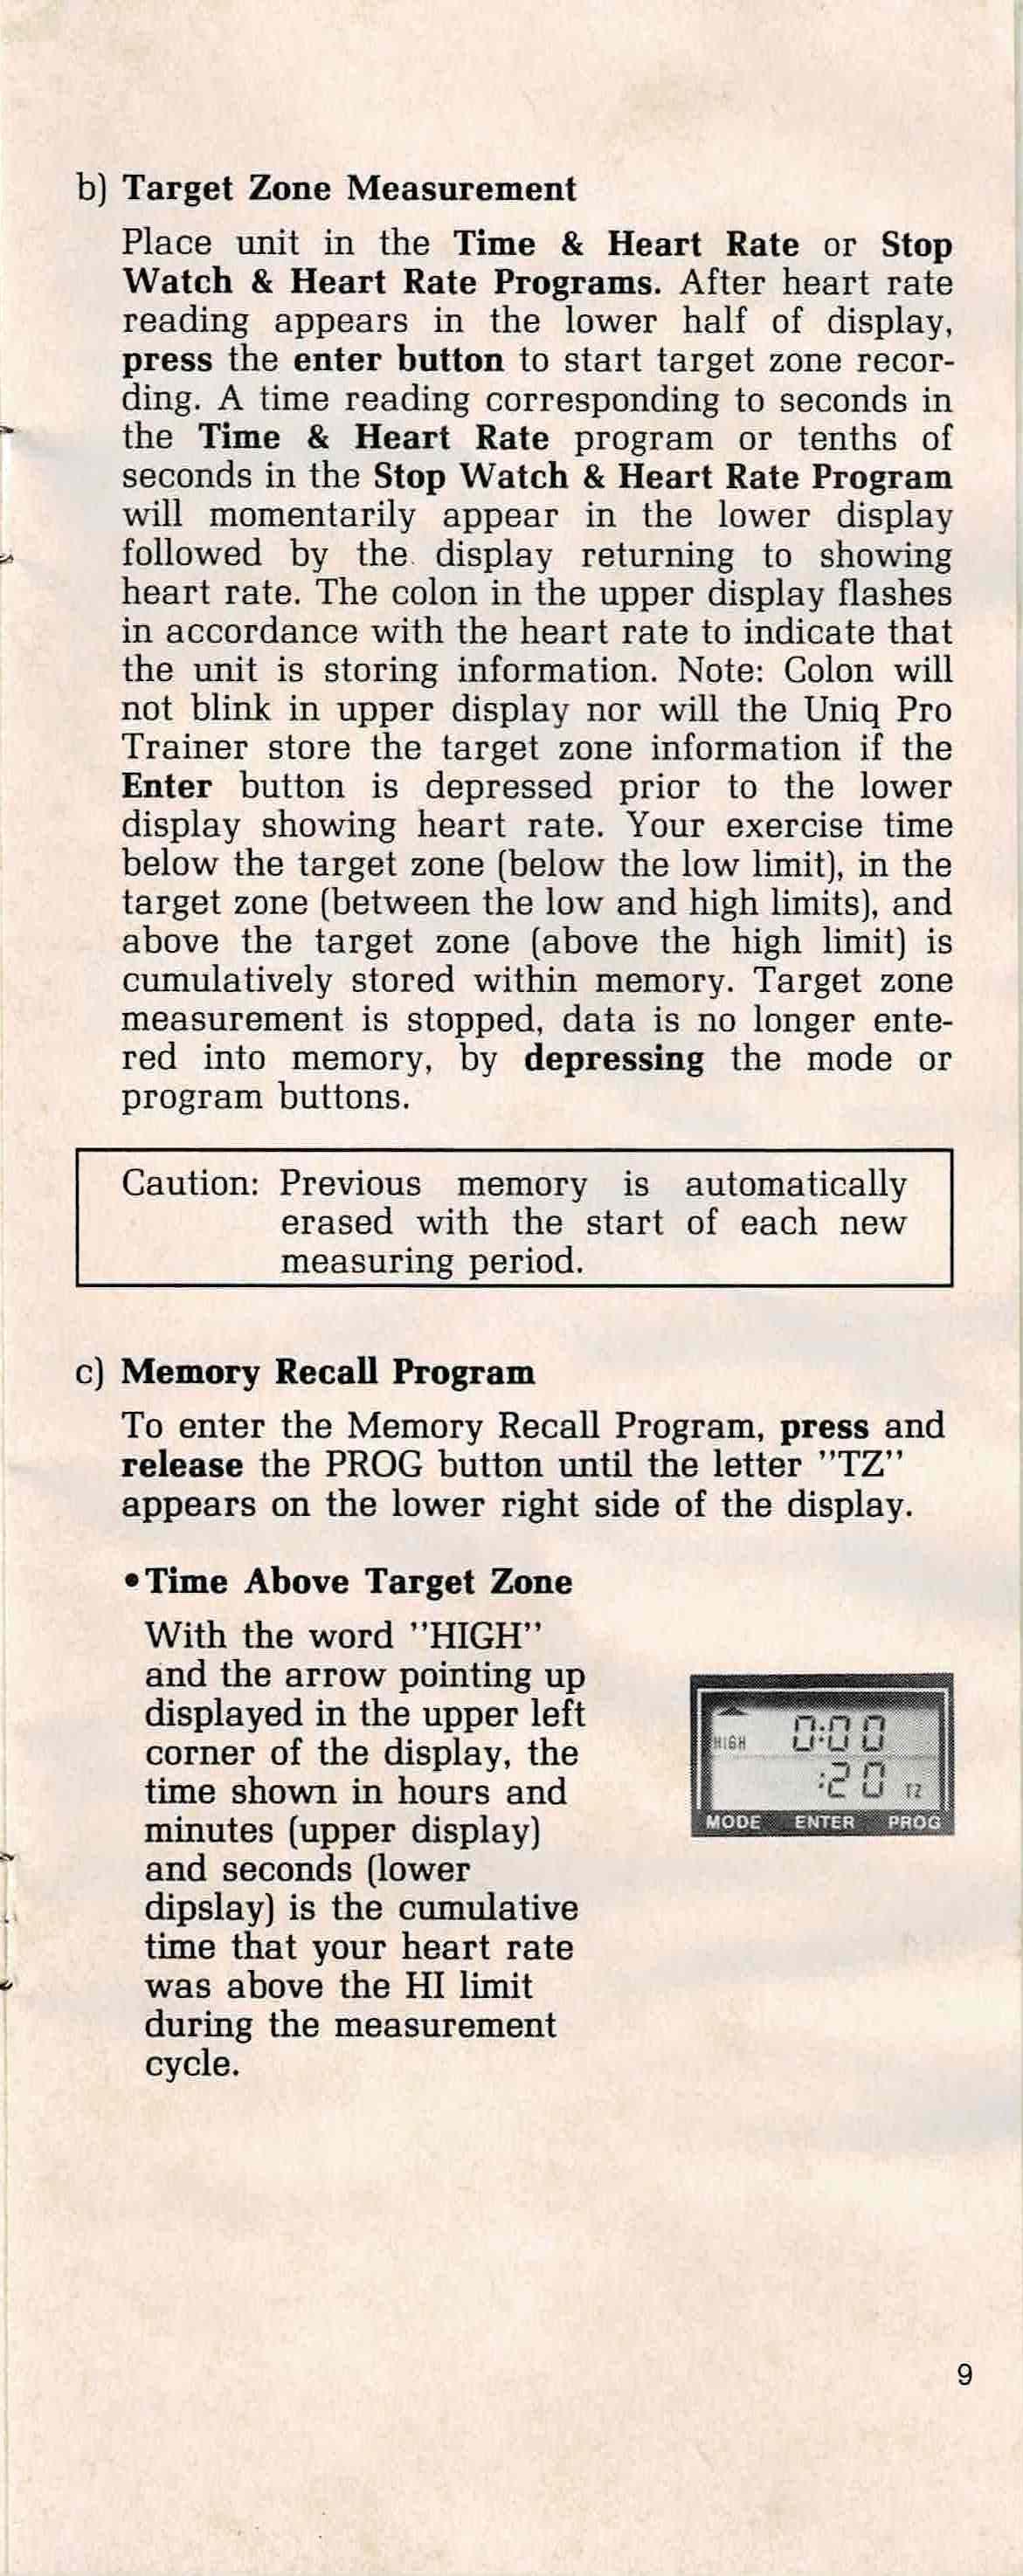 b) Target Zone Measurement
Place unit in the Time & Heart Rate or Stop
Watch & Heart Rate Programs. After heart rate
reading appears in the lower half of display,
press the enter button to start target zone recor-
ding. A time reading corresponding to seconds in
the Time & Heart Rate program or tenths of
seconds in the Stop Watch & Heart Rate Program
will momentarily appear in the lower display
followed by the display returning to showing
heart rate. The colon in the upper display flashes
in accordance with the heart rate to indicate that
the unit is storing information. Note: Colon will
not blink in upper display nor will the Uniq Pro
Trainer store the target zone information if the
Enter button is depressed prior to the lower
display showing heart rate. Your exercise time
below the target zone (below the low limit), in the
target zone (between the low and high limits), and
above the target zone (above the high limit) is
cumulatively stored within memory. Target zone
measurement is stopped, data is no longer ente-
red into memory, by depressing the mode or
program buttons.
Caution: Previous memory is automatically
erased with the start of each new
measuring period.
c) Memory Recall Program
To enter the Memory Recall Program, press and
release the PROG button until the letter "TZ"
appears on the lower right side of the display.
•Time Above Target Zone
With the word "HIGH"
and the arrow pointing up
displayed in the upper left
corner of the display, the
time shown in hours and
minutes (upper display)
and seconds (lower
dipslay) is the cumulative
time that your heart rate
was above the HI limit
during the measurement
cycle.
HIGH 0:00
:20 TZ
MODE ENTER PROG
9